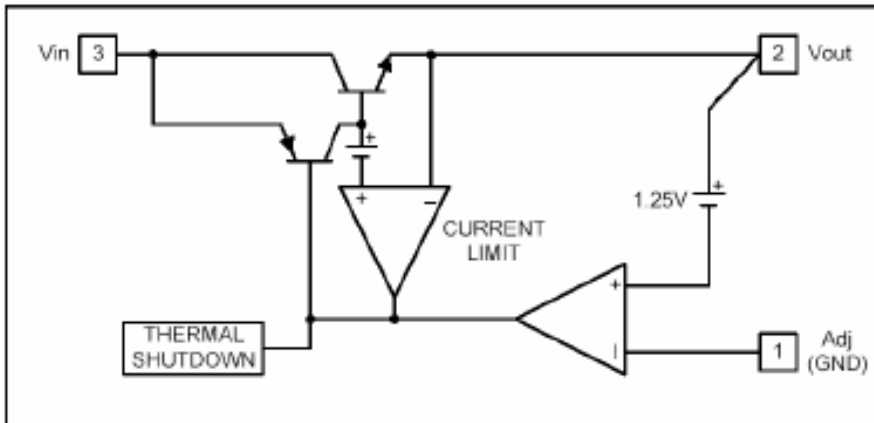 Vin 3
2 Vout
+
+ −
CURRENT
LIMIT
1.25V +
+
−
THERMAL
SHUTDOWN
1 Adj
(GND)